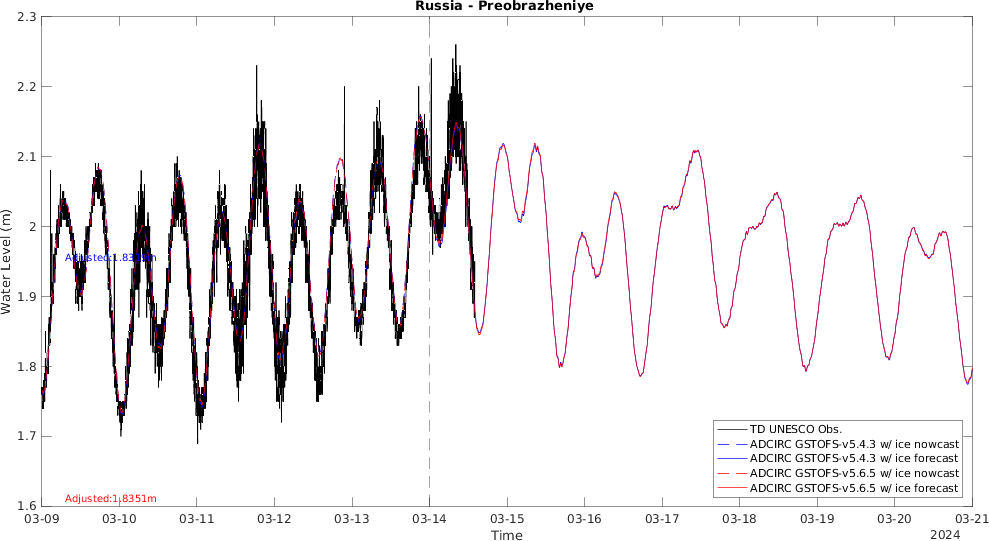 Russia - Preobrazheniye
2.3
2.2
2.1
2
1.9
1.8
1.7
1.6
Water Level (m)
Adjusted:1.8351m
03-09
03-10
03-11
03-12
03-13
03-14
03-15
03-16
03-17
03-18
03-19
03-20
03-21
Time
2024
TD UNESCO Obs.
ADCIRC GSTOFS-v5.4.3 w/ ice nowcast
ADCIRC GSTOFS-v5.4.3 w/ ice forecast
ADCIRC GSTOFS-v5.6.5 w/ ice nowcast
ADCIRC GSTOFS-v5.6.5 w/ ice forecast